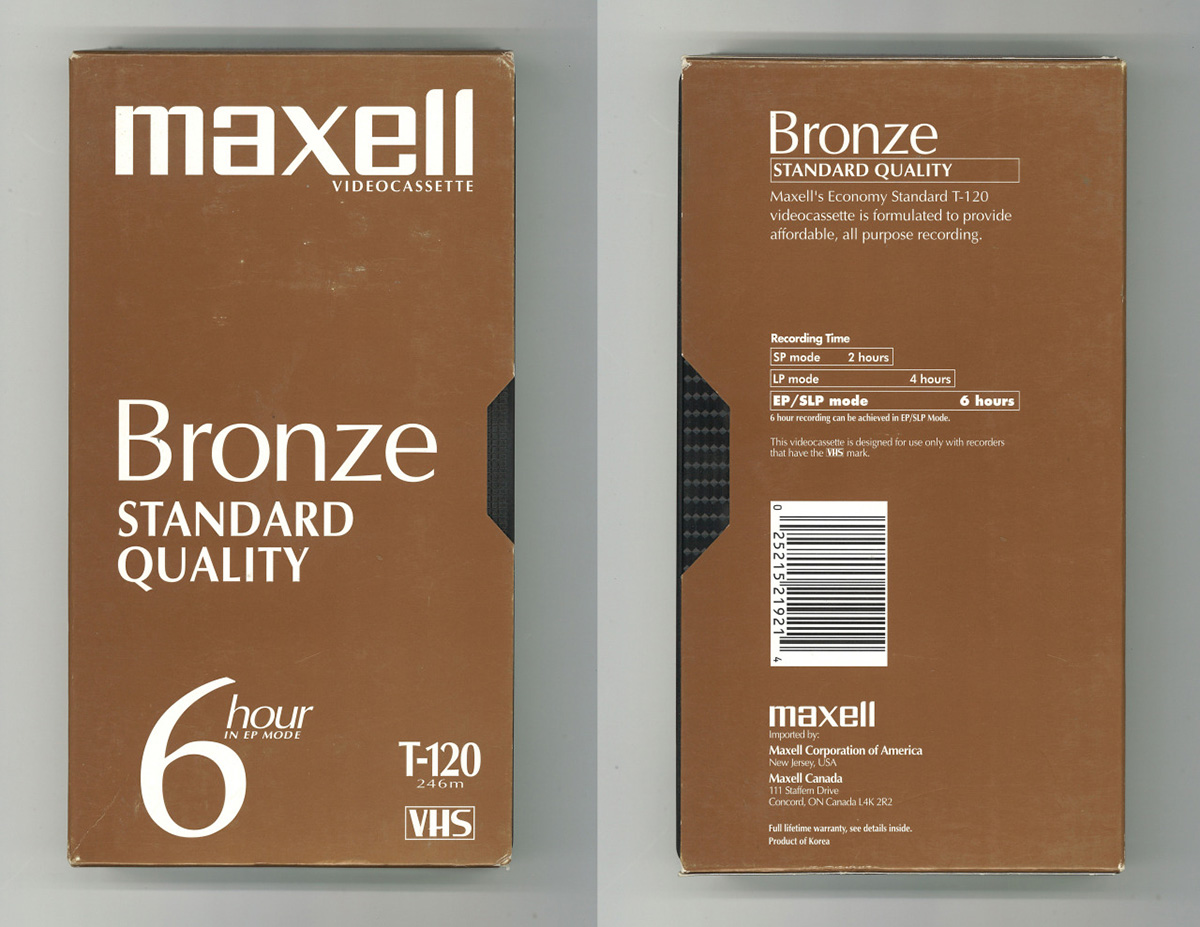 maxell
VIDEOCASSETTE
Bronze
STANDARD
QUALITY
6 hour
IN EP MODE
T-120
246m
VHS
Bronze
STANDARD QUALITY
Maxell's Economy Standard T-120
videocassette is formulated to provide
affordable, all purpose recording.
Recording Time
SP mode 2 hours
LP mode 4 hours
EP/SLP mode 6 hours
6 hour recording can be achieved in EP/SLP Mode.
This videocassette is designed for use only with recorders
that have the VHS mark.
0 25215 21921 4
maxell
Imported by:
Maxell Corporation of America
New Jersey, USA
Maxell Canada
111 Staffern Drive
Concord, ON Canada L4K 2R2
Full lifetime warranty, see details inside.
Product of Korea